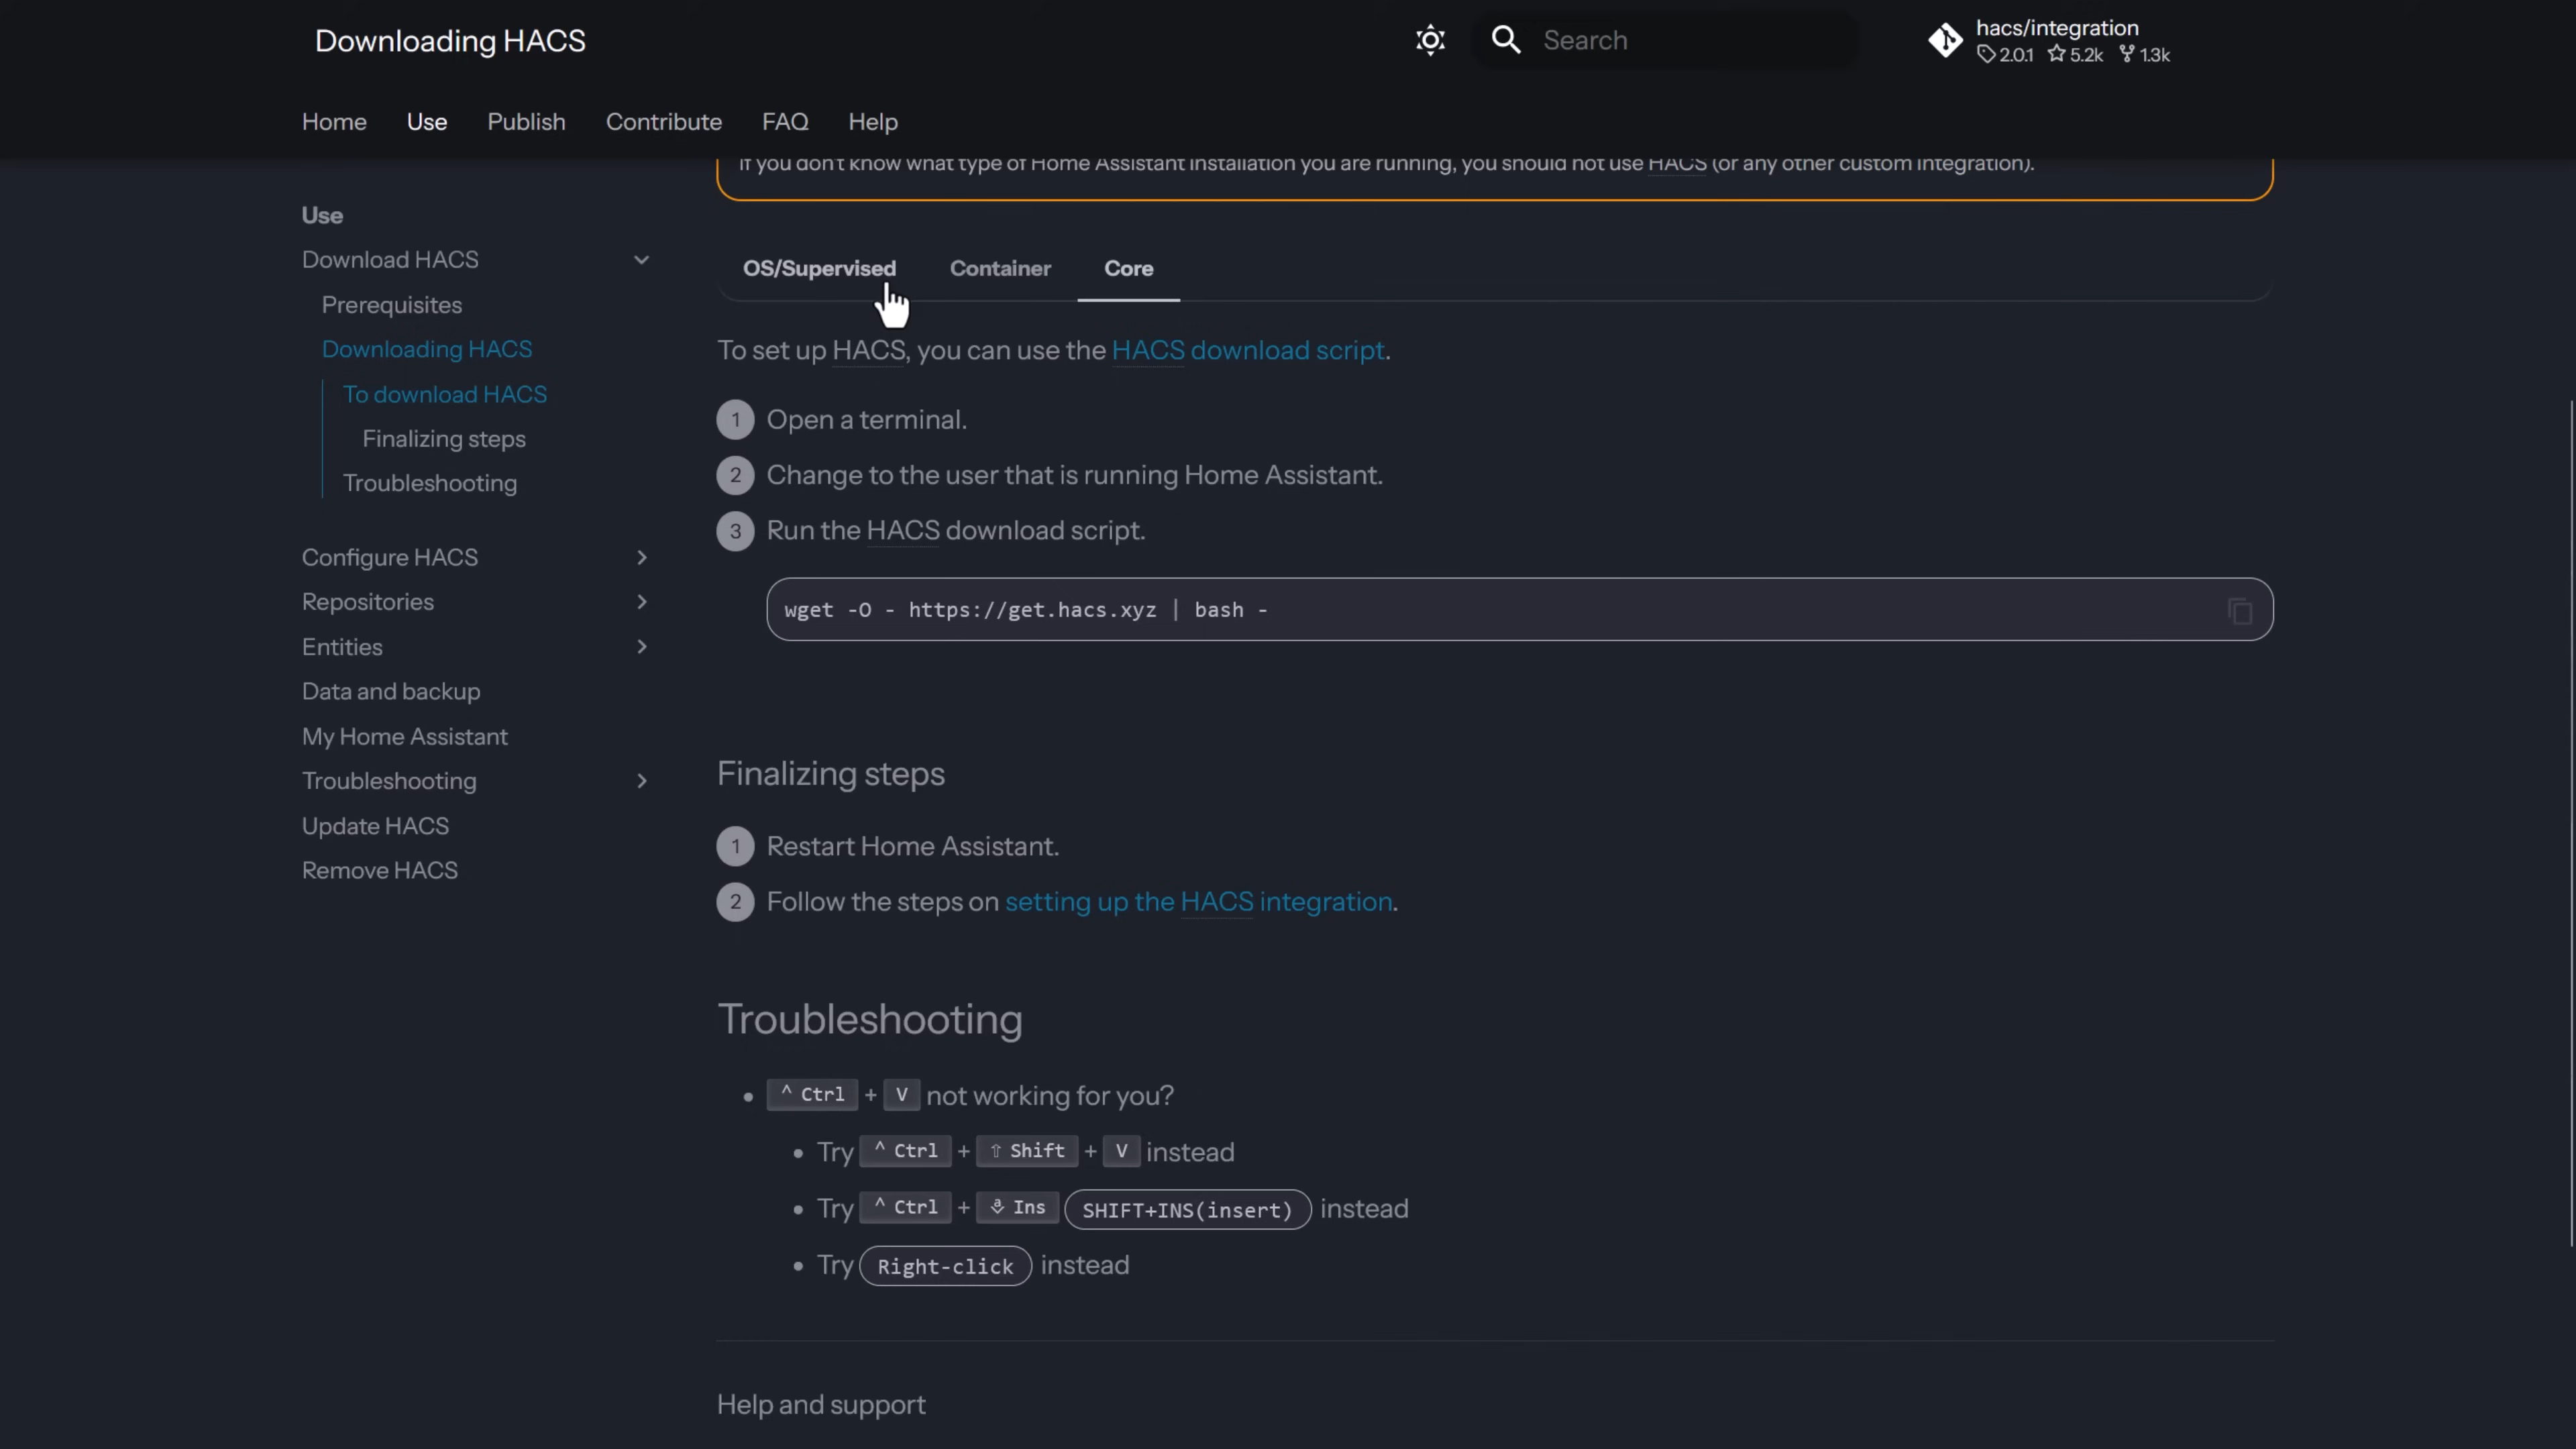 Downloading HACS
Search
hacs/integration
2.0.1 5.2k 1.3k
Home Use Publish Contribute FAQ Help
If you don't know what type of Home Assistant installation you are running, you should not use HACS (or any other custom integration).
Use
Download HACS
Prerequisites
Downloading HACS
To download HACS
Finalizing steps
Troubleshooting
Configure HACS
Repositories
Entities
Data and backup
My Home Assistant
Troubleshooting
Update HACS
Remove HACS
OS/Supervised Container Core
To set up HACS, you can use the HACS download script.
1 Open a terminal.
2 Change to the user that is running Home Assistant.
3 Run the HACS download script.
wget -O - https://get.hacs.xyz | bash -
Finalizing steps
1 Restart Home Assistant.
2 Follow the steps on setting up the HACS integration.
Troubleshooting
• ^ Ctrl + V not working for you?
• Try ^ Ctrl + ⇧ Shift + V instead
• Try ^ Ctrl + Ins SHIFT+INS(insert) instead
• Try Right-click instead
Help and support